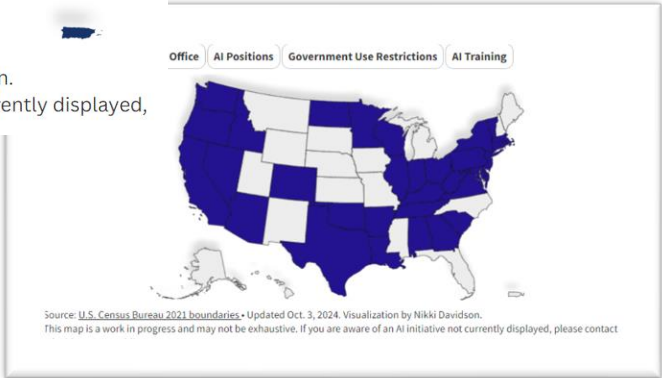 n.
ently displayed,
Office AI Positions Government Use Restrictions AI Training
Source: U.S. Census Bureau 2021 boundaries • Updated Oct. 3, 2024. Visualization by Nikki Davidson.
This map is a work in progress and may not be exhaustive. If you are aware of an AI initiative not currently displayed, please contact